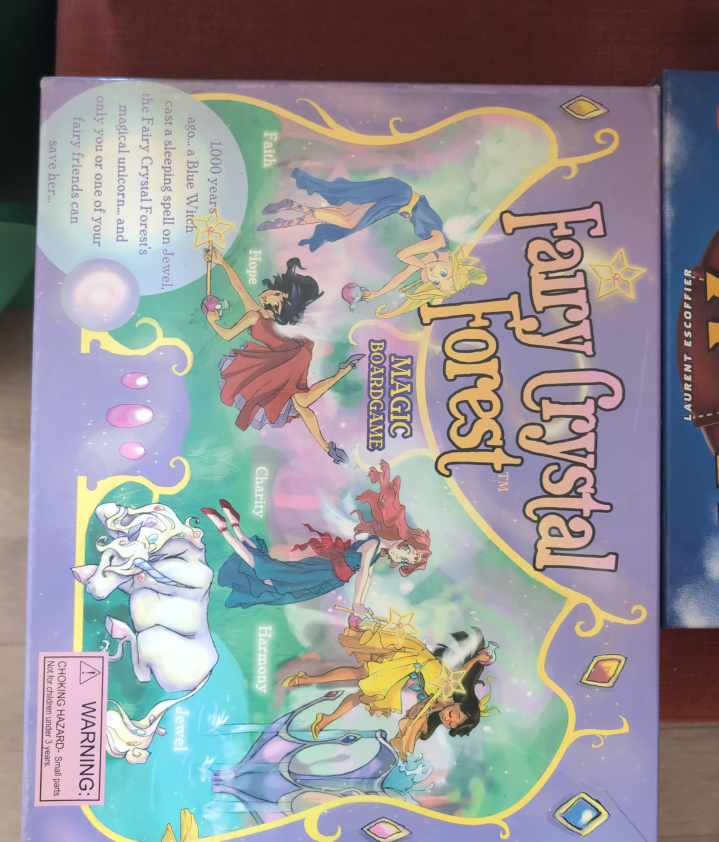 Fairy Crystal
Forest™
MAGIC
BOARDGAME
Faith
Hope
Charity
Harmony
Jewel
1000 years
ago... a Blue Witch
cast a sleeping spell on Jewel,
the Fairy Crystal Forest's
magical unicorn... and
only you or one of your
fairy friends can
save her...
WARNING:
CHOKING HAZARD- Small parts
Not for children under 3 years.
LAURENT ESCOFFIER